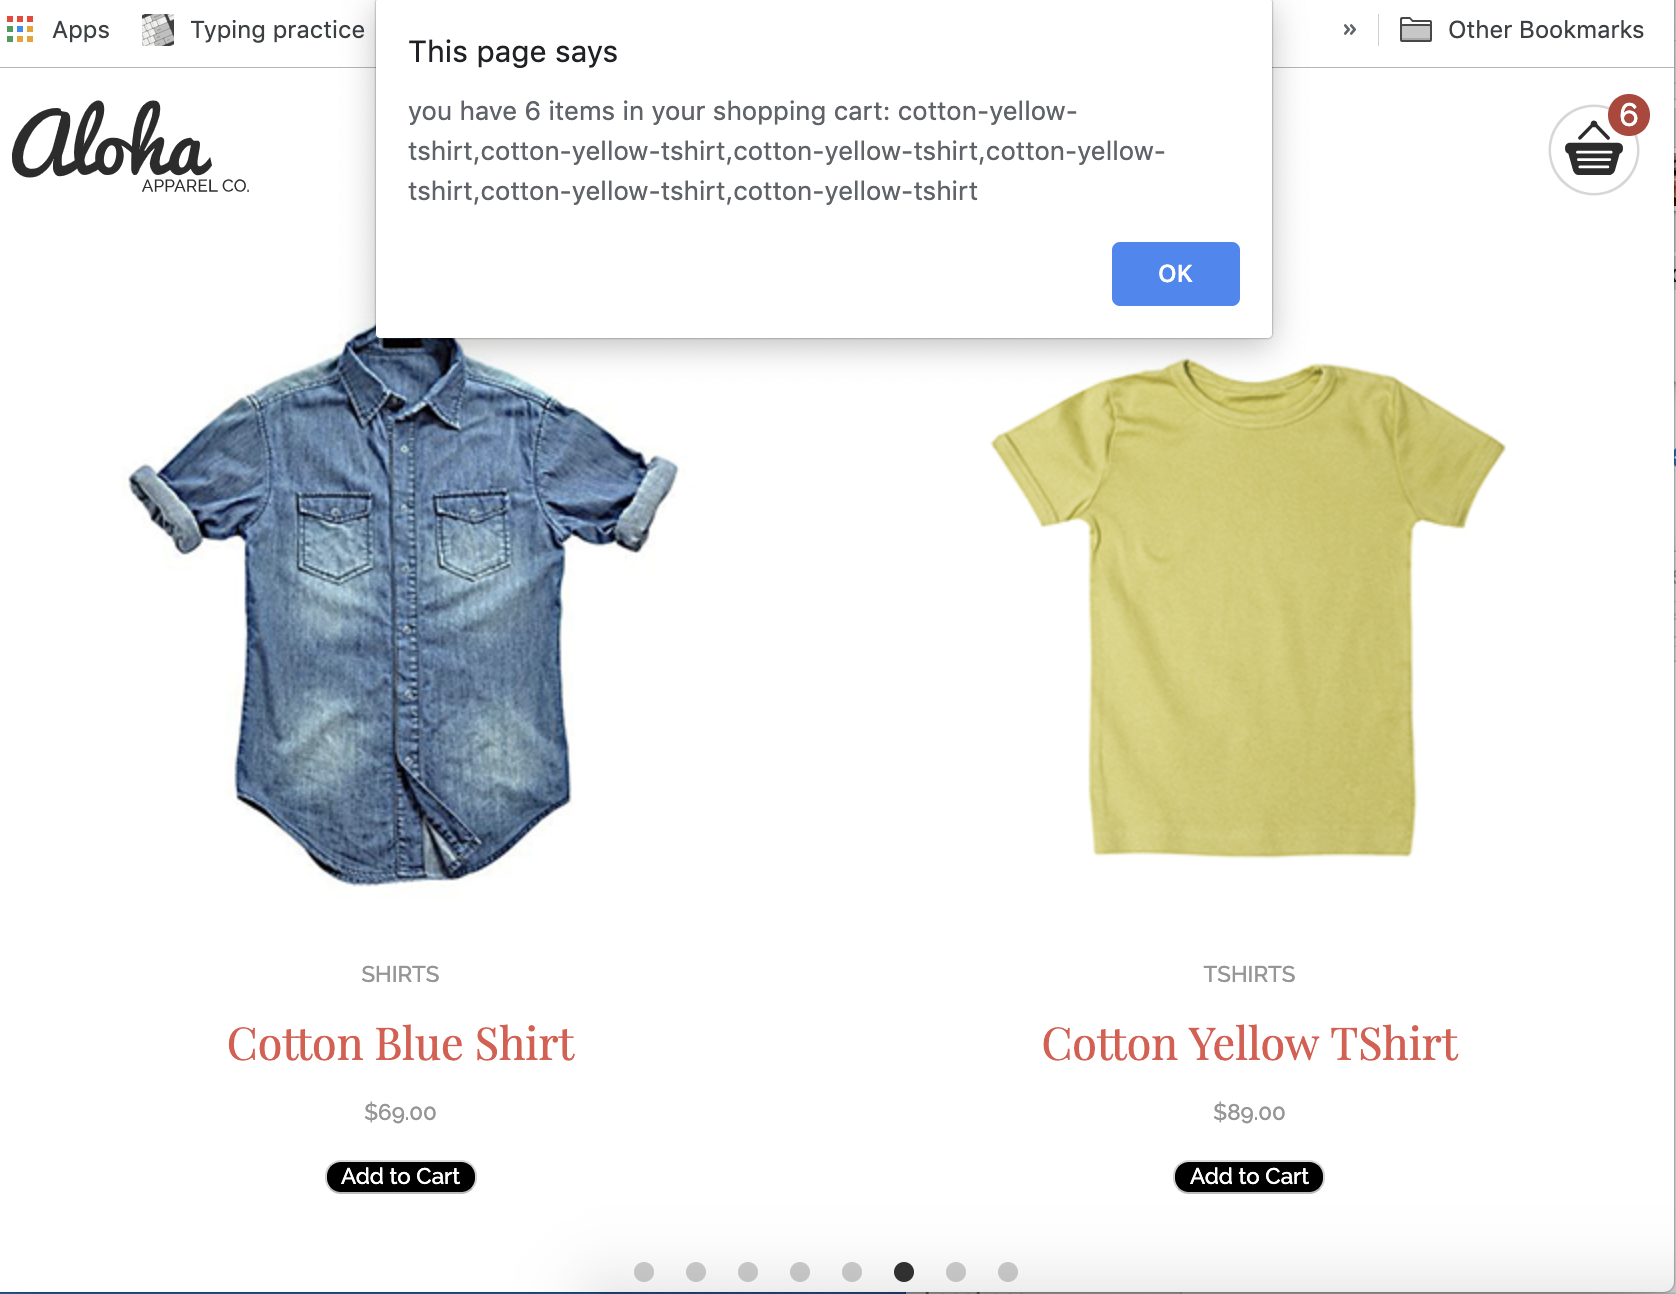 Apps
Typing practice
»
Other Bookmarks
This page says
you have 6 items in your shopping cart: cotton-yellow-
tshirt,cotton-yellow-tshirt,cotton-yellow-tshirt,cotton-yellow-
tshirt,cotton-yellow-tshirt,cotton-yellow-tshirt
OK
Aloha
APPAREL CO.
6
SHIRTS
Cotton Blue Shirt
$69.00
Add to Cart
TSHIRTS
Cotton Yellow TShirt
$89.00
Add to Cart